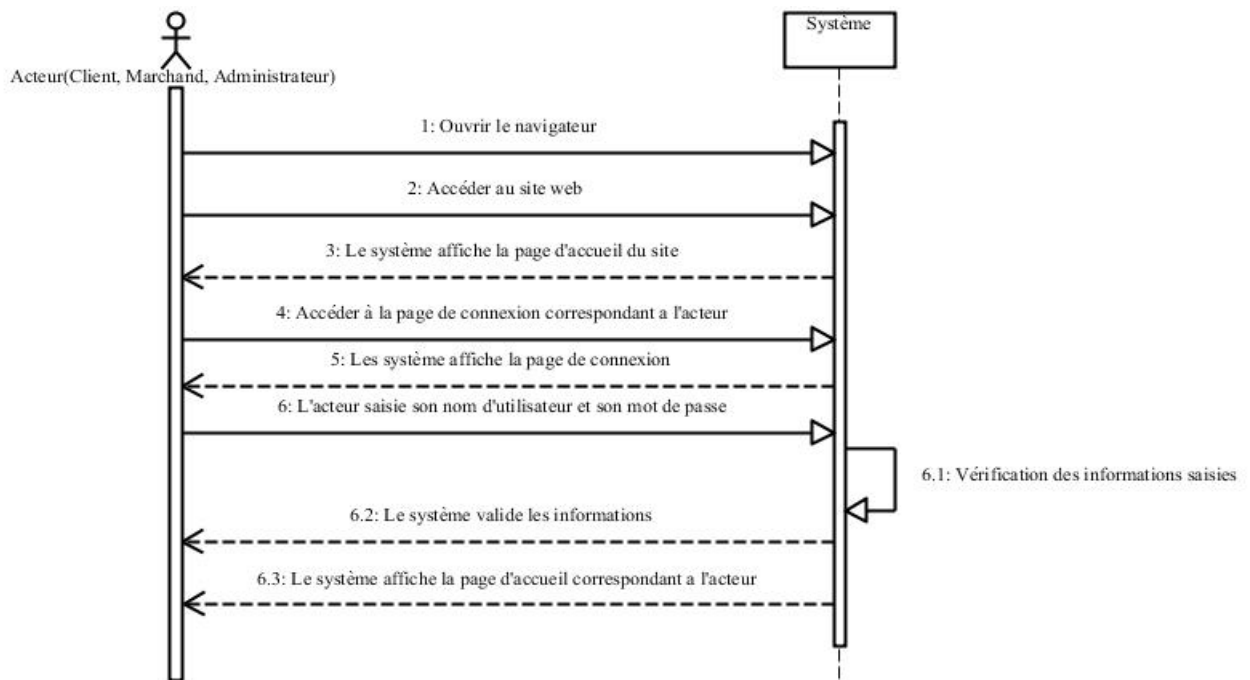 Système
Acteur(Client, Marchand, Administrateur)
1: Ouvrir le navigateur
2: Accéder au site web
3: Le système affiche la page d'accueil du site
4: Accéder à la page de connexion correspondant a l'acteur
5: Les système affiche la page de connexion
6: L'acteur saisie son nom d'utilisateur et son mot de passe
6.1: Vérification des informations saisies
6.2: Le système valide les informations
6.3: Le système affiche la page d'accueil correspondant a l'acteur